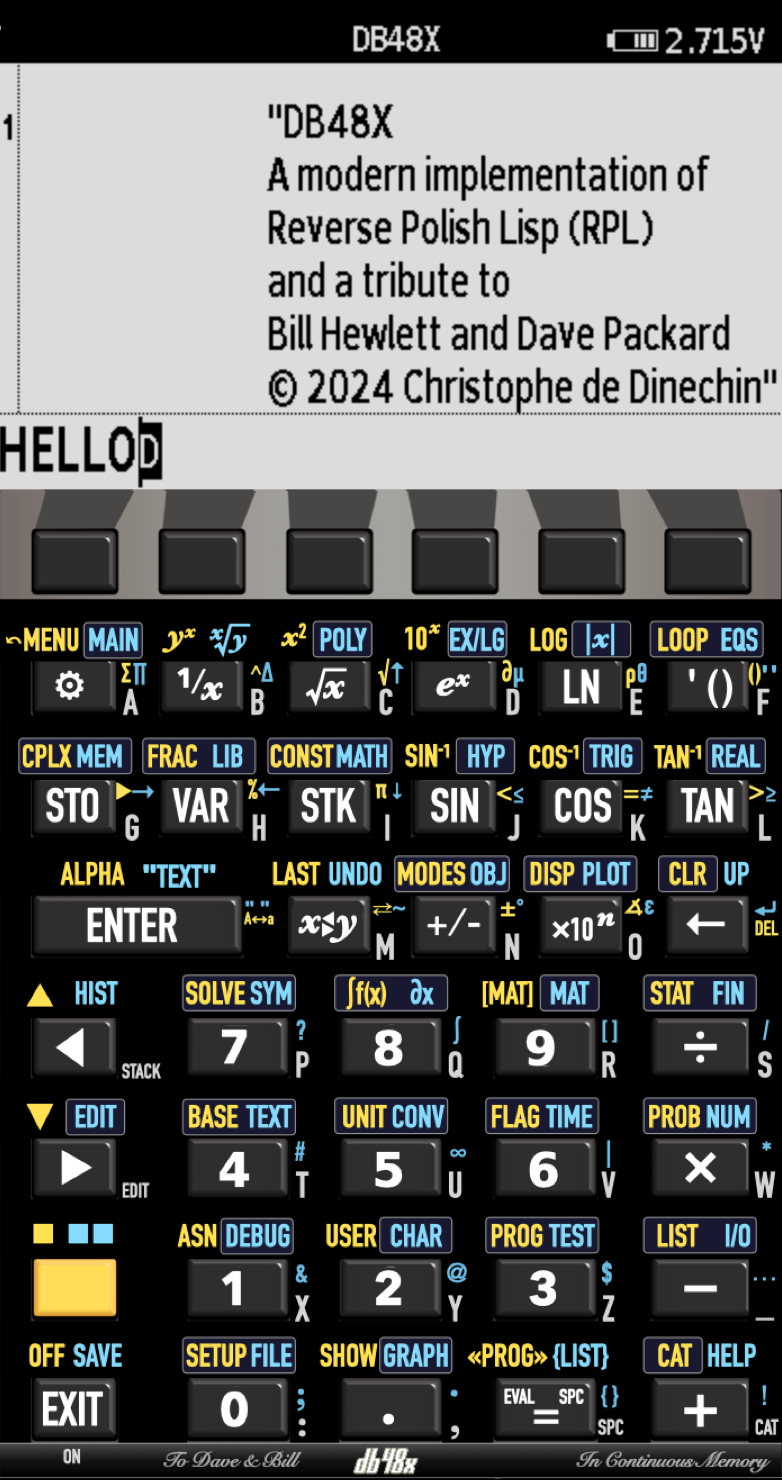 DB48X 2.715V
1 "DB48X
A modern implementation of
Reverse Polish Lisp (RPL)
and a tribute to
Bill Hewlett and Dave Packard
© 2024 Christophe de Dinechin"
HELLOD
MENU MAIN yˣ ˣ√y x² POLY 10ˣ EX/LG LOG |x| LOOP EQS
⚙ ΣΠ A 1/x ^Δ B √x √↑ C eˣ ∂μ D LN ρθ E ' () ()'' F
CPLX MEM FRAC LIB CONST MATH SIN⁻¹ HYP COS⁻¹ TRIG TAN⁻¹ REAL
STO ▶→ G VAR %← H STK π↓ I SIN <≤ J COS =≠ K TAN >≥ L
ALPHA "TEXT" LAST UNDO MODES OBJ DISP PLOT CLR UP
ENTER " " A↔a x⇄y ⇄~ M +/- ±° N ×10ⁿ ∡ε O ← ↲ DEL
▲ HIST SOLVE SYM ∫f(x) ∂x [MAT] MAT STAT FIN
◀ STACK 7 ? P 8 ∫ Q 9 [] R ÷ / S
▼ EDIT BASE TEXT UNIT CONV FLAG TIME PROB NUM
▶ EDIT 4 # T 5 ∞ U 6 | V × * W
ASN DEBUG USER CHAR PROG TEST LIST I/O
1 & X 2 @ Y 3 $ Z − ... _
OFF SAVE SETUP FILE SHOW GRAPH «PROG» {LIST} CAT HELP
EXIT 0 ; : . · , EVAL SPC = {} SPC + ! CAT
ON To Dave & Bill db48x In Continuous Memory